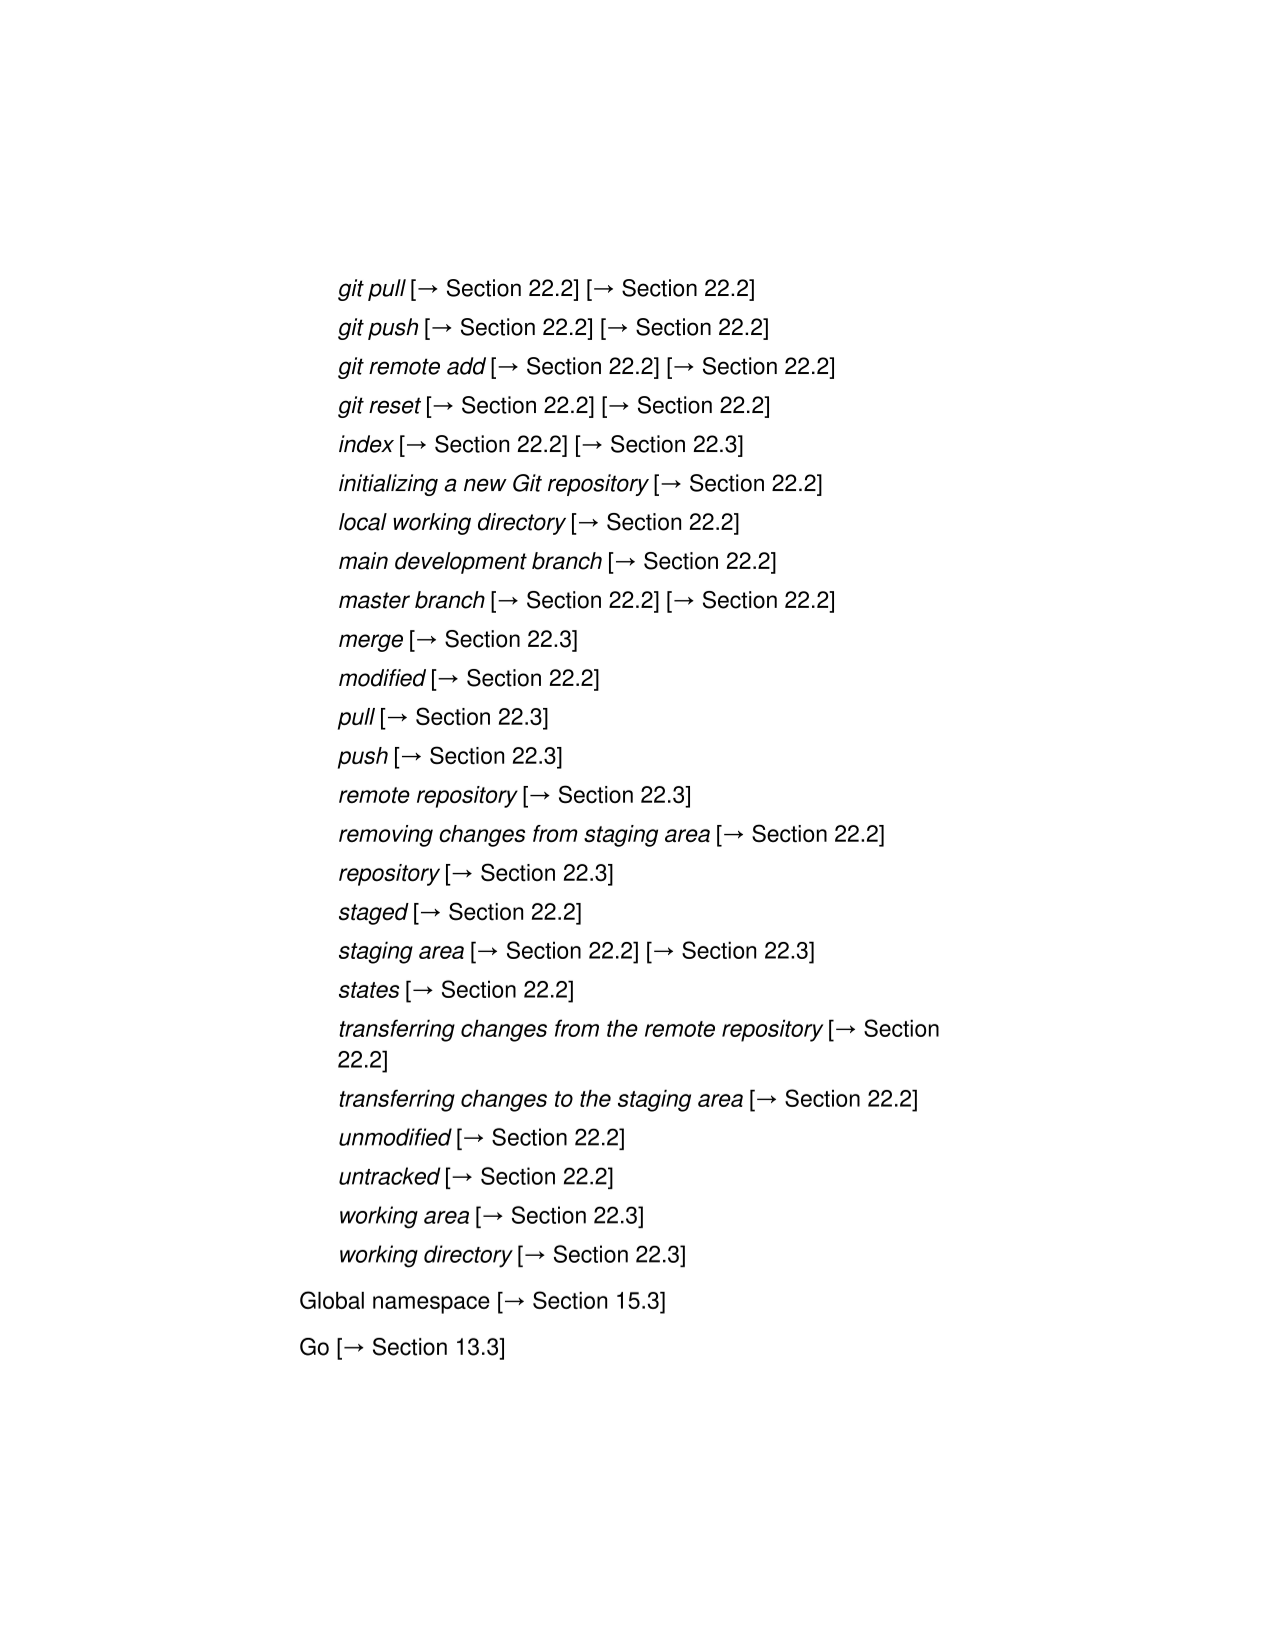 git pull [→ Section 22.2] [→ Section 22.2]
git push [→ Section 22.2] [→ Section 22.2]
git remote add [→ Section 22.2] [→ Section 22.2]
git reset [→ Section 22.2] [→ Section 22.2]
index [→ Section 22.2] [→ Section 22.3]
initializing a new Git repository [→ Section 22.2]
local working directory [→ Section 22.2]
main development branch [→ Section 22.2]
master branch [→ Section 22.2] [→ Section 22.2]
merge [→ Section 22.3]
modified [→ Section 22.2]
pull [→ Section 22.3]
push [→ Section 22.3]
remote repository [→ Section 22.3]
removing changes from staging area [→ Section 22.2]
repository [→ Section 22.3]
staged [→ Section 22.2]
staging area [→ Section 22.2] [→ Section 22.3]
states [→ Section 22.2]
transferring changes from the remote repository [→ Section
22.2]
transferring changes to the staging area [→ Section 22.2]
unmodified [→ Section 22.2]
untracked [→ Section 22.2]
working area [→ Section 22.3]
working directory [→ Section 22.3]
Global namespace [→ Section 15.3]
Go [→ Section 13.3]